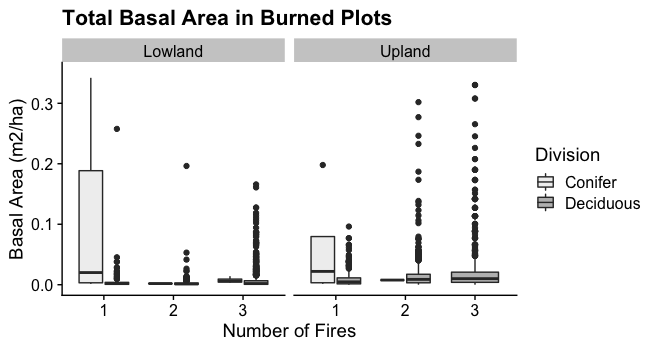 Total Basal Area in Burned Plots
Lowland
Upland
Basal Area (m2/ha)
0.3
0.2
0.1
0.0
1
2
3
1
2
3
Number of Fires
Division
Conifer
Deciduous